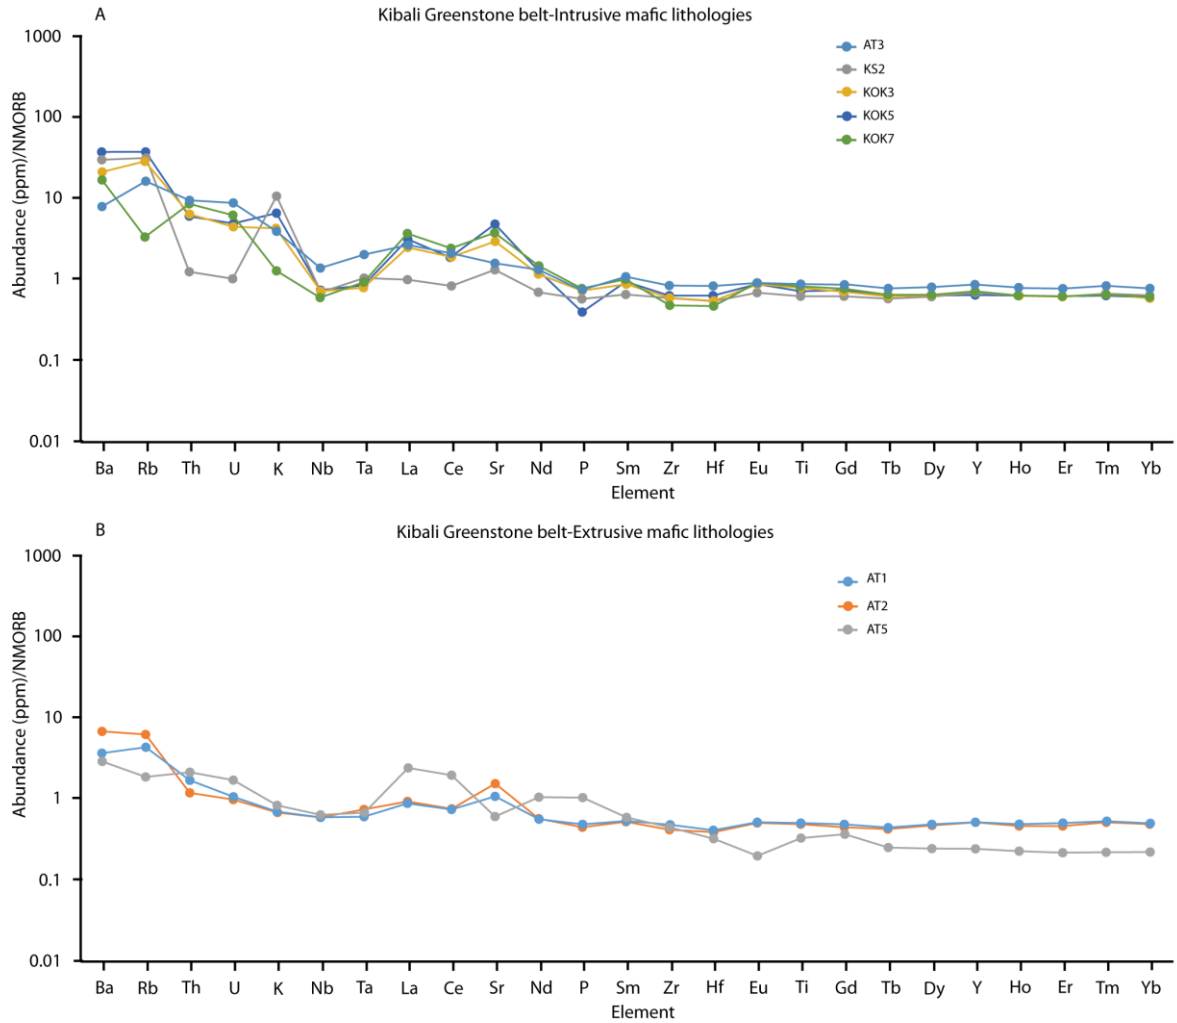 A
Kibali Greenstone belt-Intrusive mafic lithologies
1000
100
10
1
0.1
0.01
Abundance (ppm)/NMORB
AT3
KS2
KOK3
KOK5
KOK7
Ba Rb Th U K Nb Ta La Ce Sr Nd P Sm Zr Hf Eu Ti Gd Tb Dy Y Ho Er Tm Yb
Element
B
Kibali Greenstone belt-Extrusive mafic lithologies
1000
100
10
1
0.1
0.01
Abundance (ppm)/NMORB
AT1
AT2
AT5
Ba Rb Th U K Nb Ta La Ce Sr Nd P Sm Zr Hf Eu Ti Gd Tb Dy Y Ho Er Tm Yb
Element